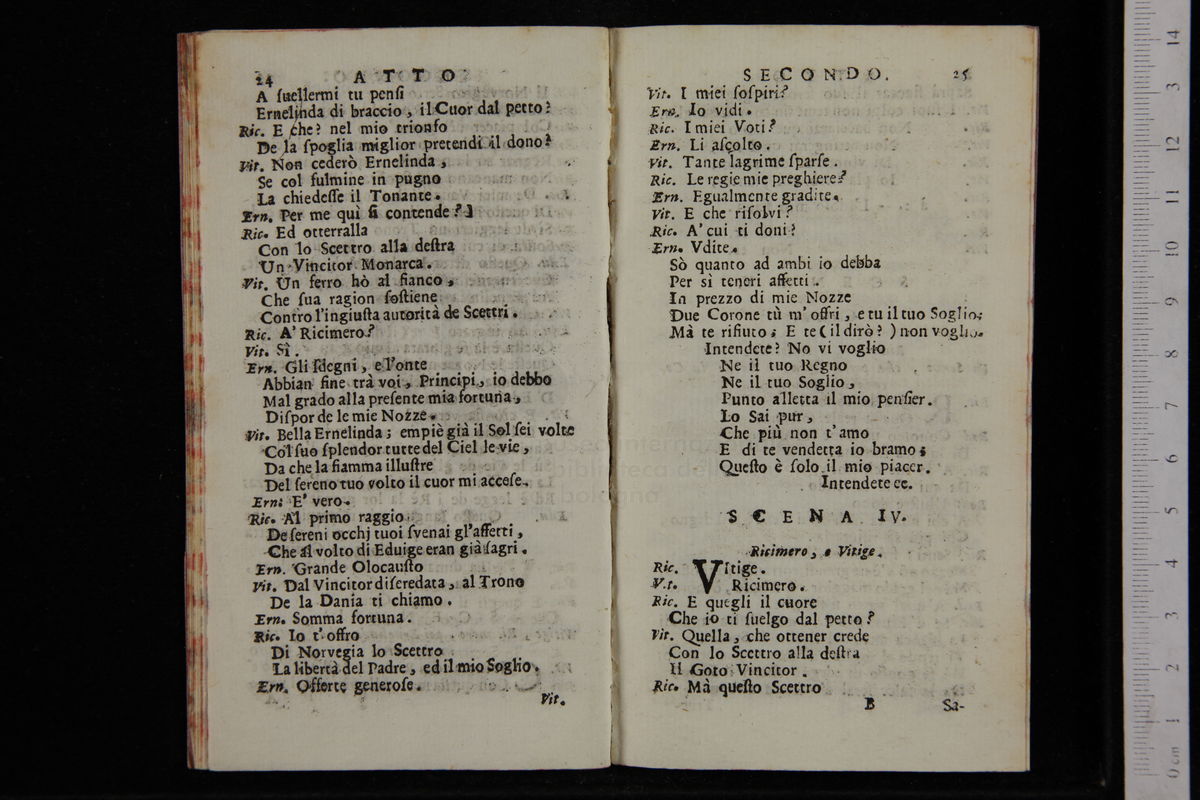 24 ATTO
A ſuellermi tu penſi
Ernelinda di braccio, il Cuor dal petto?
Ric. E che? nel mio trionfo
De la ſpoglia miglior pretendi il dono?
Vit. Non cederò Ernelinda,
Se col fulmine in pugno
La chiedeſſe il Tonante.
Ern. Per me quì ſi contende?
Ric. Ed otterralla
Con lo Scettro alla deſtra
Un Vincitor Monarca.
Vit. Un ferro hò al fianco,
Che ſua ragion ſoſtiene
Contro l'ingiuſta autorità de Scettri.
Ric. A' Ricimero?
Vit. Sì.
Ern. Gli ſdegni, e l'onte
Abbian fine trà voi, Principi, io debbo
Mal grado alla preſente mia fortuna,
Diſpor de le mie Nozze.
Vit. Bella Ernelinda; empiè già il Sol ſei volte
Col ſuo ſplendor tutte del Ciel le vie,
Da che la fiamma illuſtre
Del ſereno tuo volto il cuor mi acceſe.
Ern: E' vero.
Ric. Al primo raggio
De ſereni occhj tuoi ſvenai gl'affetti,
Che al volto di Eduige eran già ſagri.
Ern. Grande Olocauſto
Vit. Dal Vincitor diſcredata, al Trono
De la Dania ti chiamo.
Ern. Somma fortuna.
Ric. Io t'offro
Di Norvegia lo Scettro
La libertà del Padre, ed il mio Soglio.
Ern. Offerte generoſe.
Vit.
SECONDO. 25
Vit. I miei ſoſpiri?
Ern. Io vidi.
Ric. I miei Voti?
Ern. Li aſcolto.
Vit. Tante lagrime ſparſe.
Ric. Le regie mie preghiere?
Ern. Egualmente gradite.
Vit. E che riſolvi?
Ric. A' cui ti doni?
Ern. Vdite.
Sò quanto ad ambi io debba
Per sì teneri affetti.
In prezzo di mie Nozze
Due Corone tù m'offri, e tu il tuo Soglio;
Mà te rifiuto; E te (il dirò?) non voglio.
Intendete? No vi voglio
Ne il tuo Regno
Ne il tuo Soglio,
Punto alletta il mio penſier.
Lo Sai pur,
Che più non t'amo
E di te vendetta io bramo;
Queſto è ſolo il mio piacer.
Intendete ec.
SCENA IV.
Ricimero, e Vitige.
Ric. VItige.
Vit. Ricimero.
Ric. E quegli il cuore
Che io ti ſuelgo dal petto?
Vit. Quella, che ottener crede
Con lo Scettro alla deſtra
Il Goto Vincitor.
Ric. Mà queſto Scettro
B Sa-